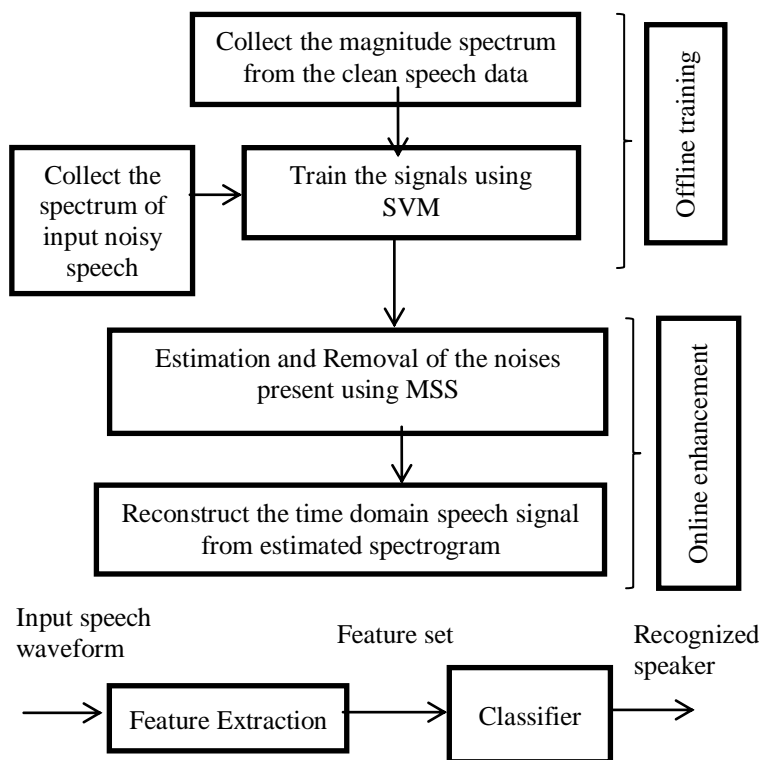 Collect the magnitude spectrum
from the clean speech data
Offline training
Collect the
spectrum of
input noisy
speech
Train the signals using
SVM
Estimation and Removal of the noises
present using MSS
Online enhancement
Reconstruct the time domain speech signal
from estimated spectrogram
Input speech
waveform
Feature set
Recognized
speaker
Feature Extraction
Classifier